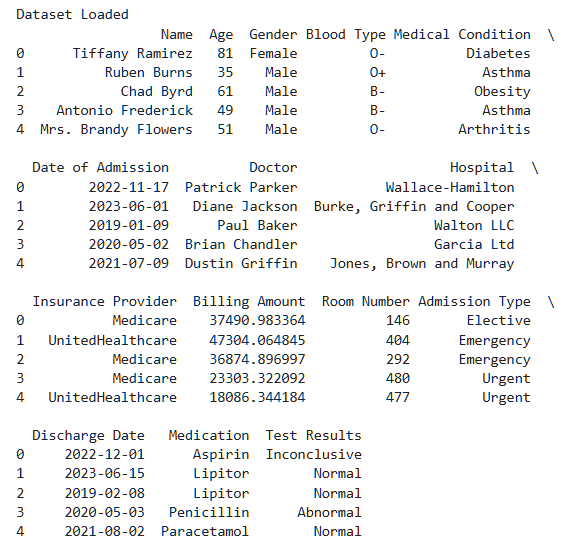 Dataset Loaded
Name Age Gender Blood Type Medical Condition \
0 Tiffany Ramirez 81 Female O- Diabetes
1 Ruben Burns 35 Male O+ Asthma
2 Chad Byrd 61 Male B- Obesity
3 Antonio Frederick 49 Male B- Asthma
4 Mrs. Brandy Flowers 51 Male O- Arthritis
Date of Admission Doctor Hospital \
0 2022-11-17 Patrick Parker Wallace-Hamilton
1 2023-06-01 Diane Jackson Burke, Griffin and Cooper
2 2019-01-09 Paul Baker Walton LLC
3 2020-05-02 Brian Chandler Garcia Ltd
4 2021-07-09 Dustin Griffin Jones, Brown and Murray
Insurance Provider Billing Amount Room Number Admission Type \
0 Medicare 37490.983364 146 Elective
1 UnitedHealthcare 47304.064845 404 Emergency
2 Medicare 36874.896997 292 Emergency
3 Medicare 23303.322092 480 Urgent
4 UnitedHealthcare 18086.344184 477 Urgent
Discharge Date Medication Test Results
0 2022-12-01 Aspirin Inconclusive
1 2023-06-15 Lipitor Normal
2 2019-02-08 Lipitor Normal
3 2020-05-03 Penicillin Abnormal
4 2021-08-02 Paracetamol Normal